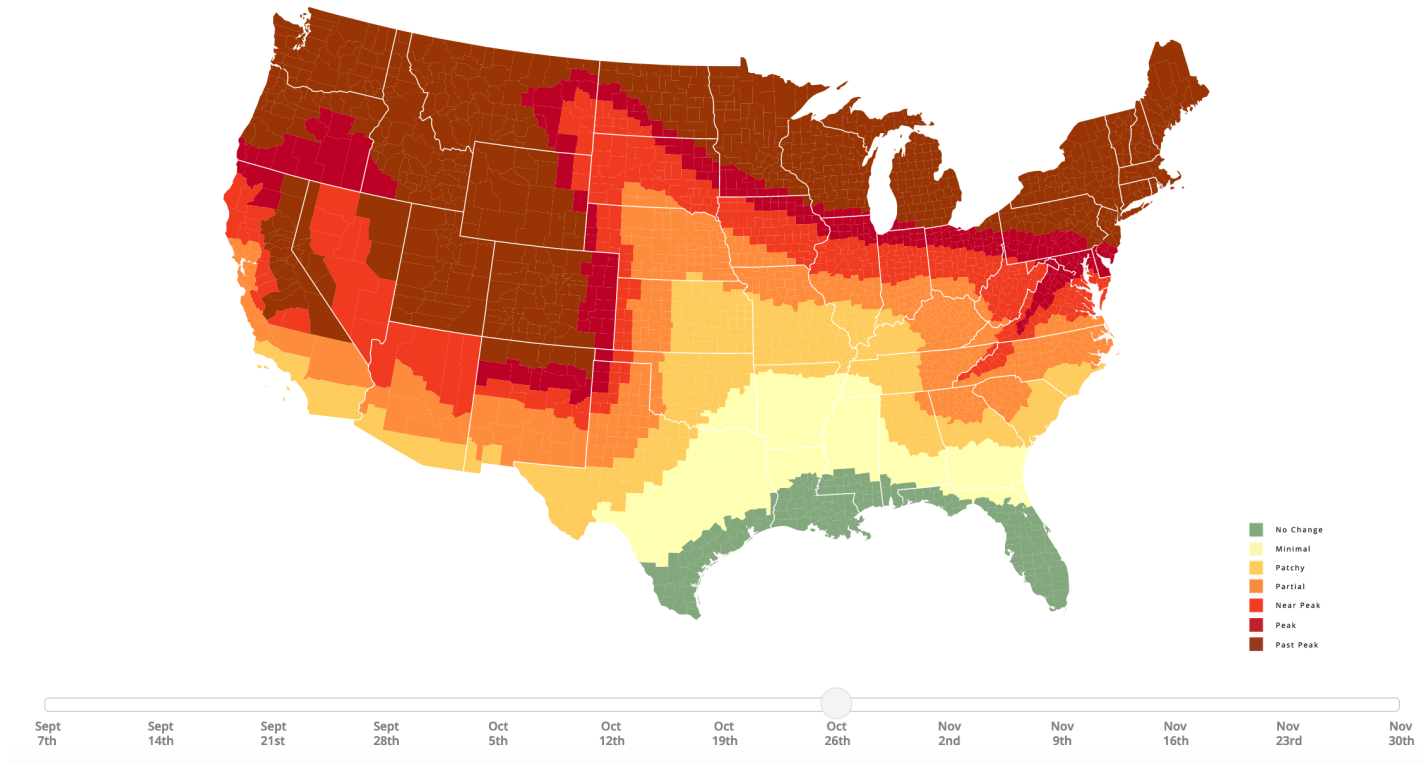 No Change
Minimal
Patchy
Partial
Near Peak
Peak
Past Peak
Sept 7th
Sept 14th
Sept 21st
Sept 28th
Oct 5th
Oct 12th
Oct 19th
Oct 26th
Nov 2nd
Nov 9th
Nov 16th
Nov 23rd
Nov 30th